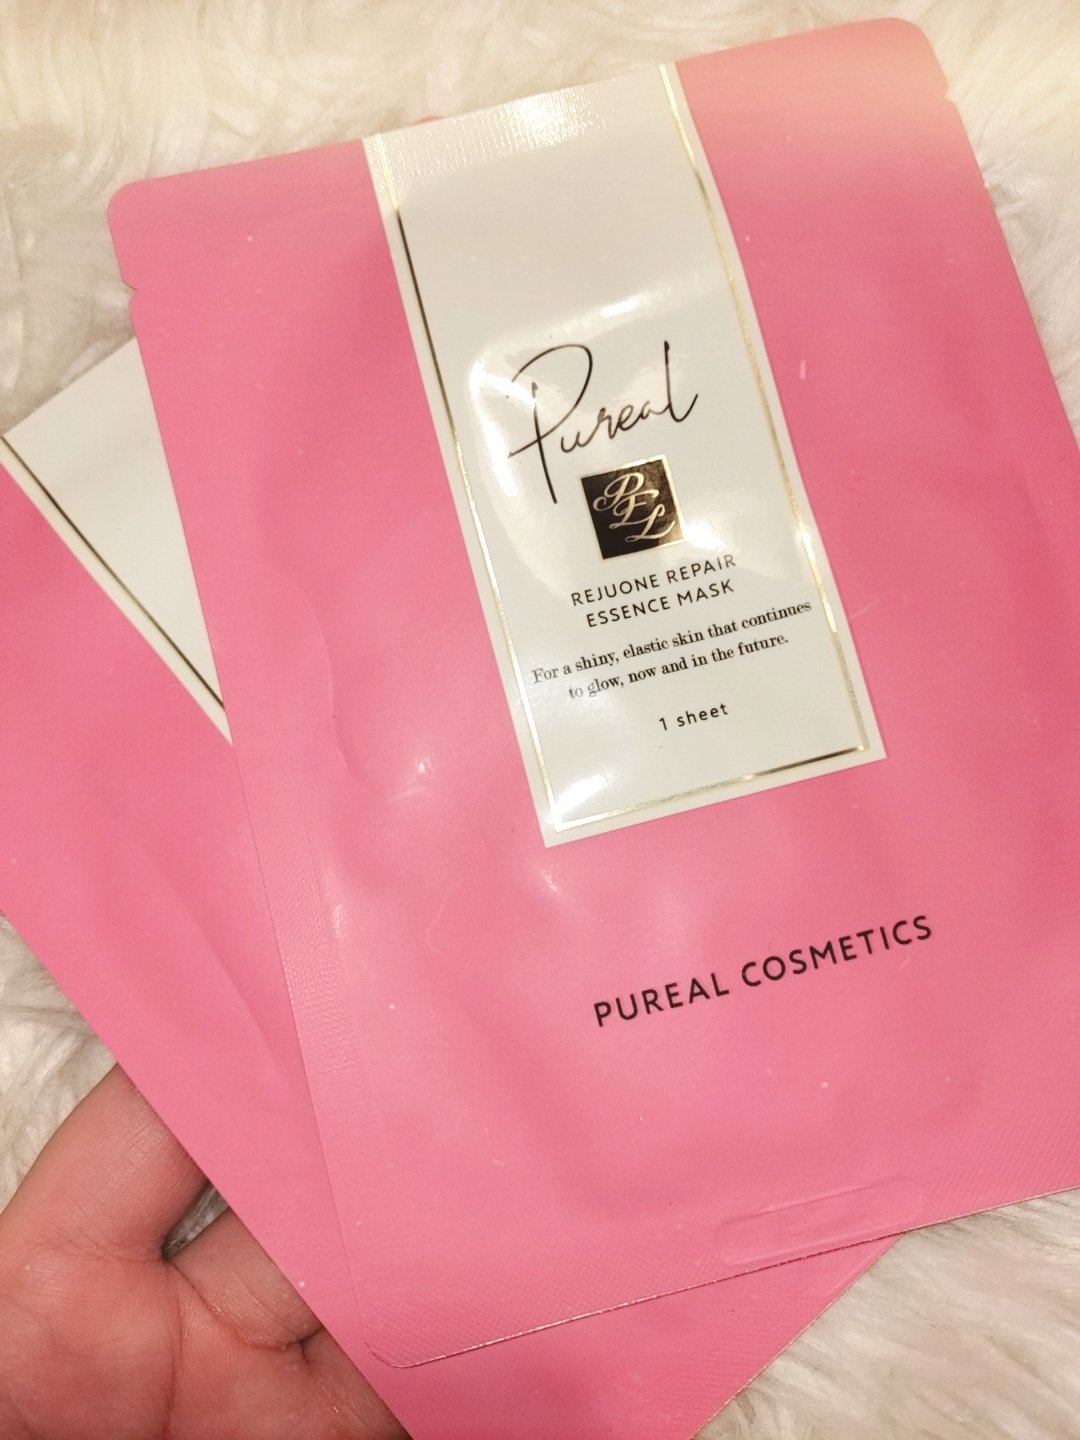 Pureal
PEL
REJUONE REPAIR
ESSENCE MASK
For a shiny, elastic skin that continues
to glow, now and in the future.
1 sheet
PUREAL COSMETICS